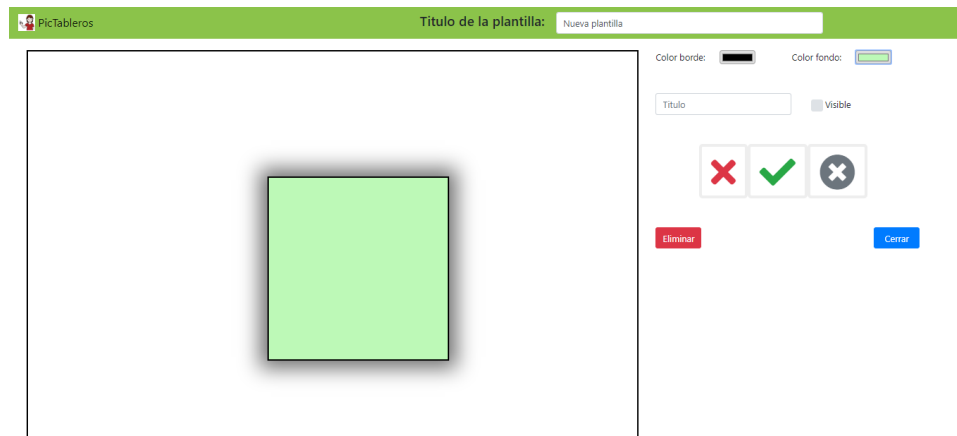 PicTableros
Titulo de la plantilla:
Nueva plantilla
Color borde:
Color fondo:
Titulo
Visible
Eliminar
Cerrar